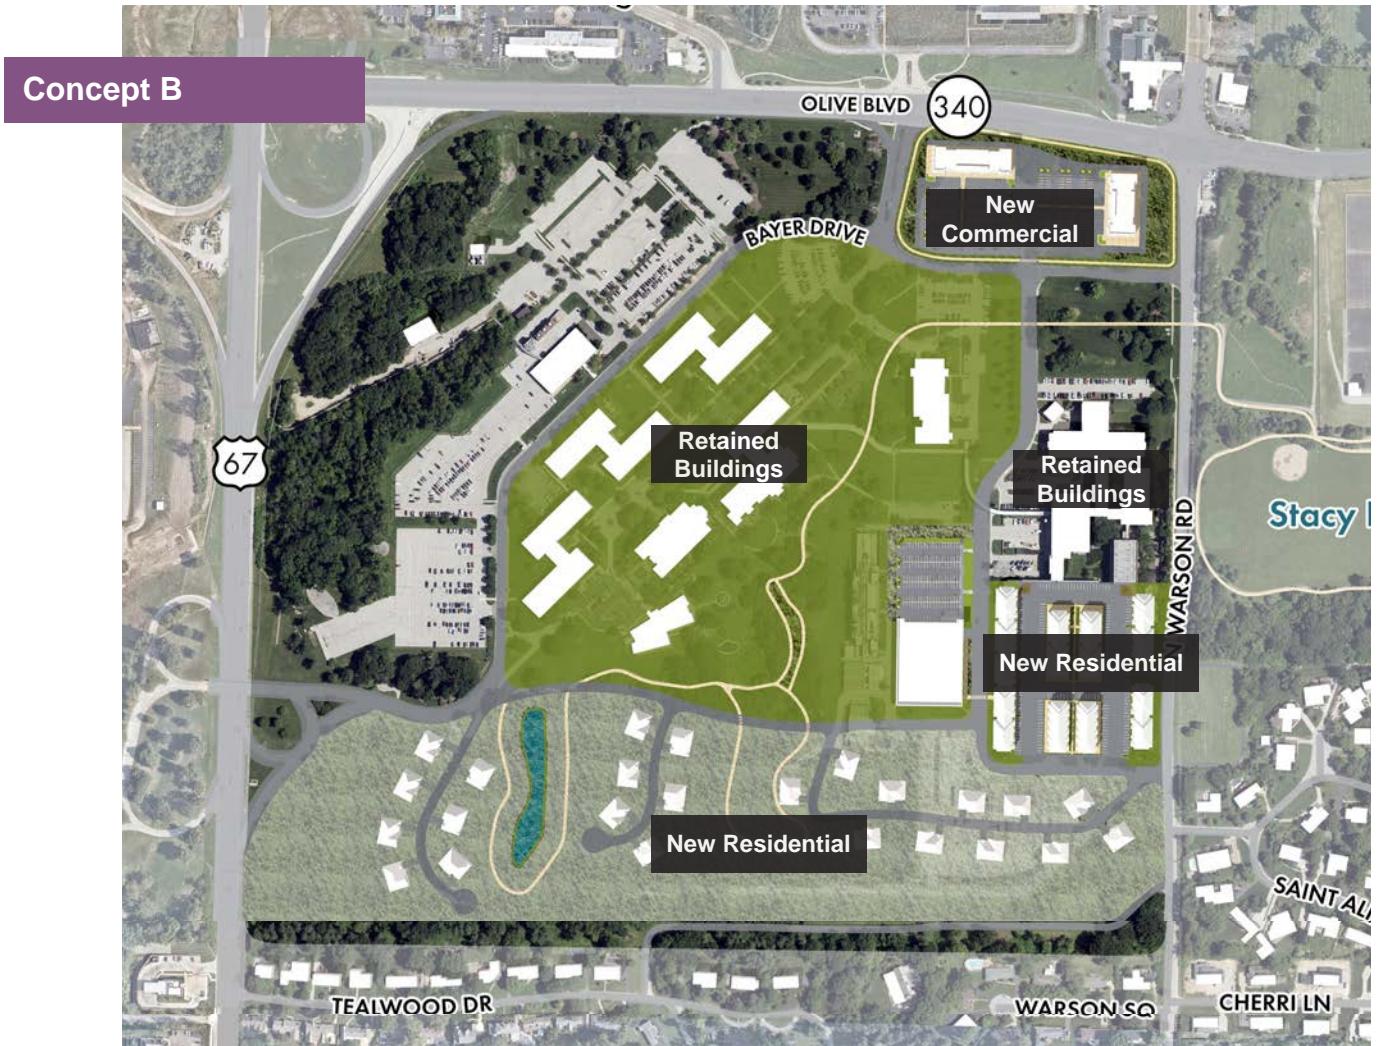 Concept B
OLIVE BLVD
340
New
Commercial
BAYER DRIVE
Retained
Buildings
Retained
Buildings
67
Stacy
WARSON RD
New Residential
New Residential
SAINT
TEALWOOD DR
WARSON SQ
CHERRI LN